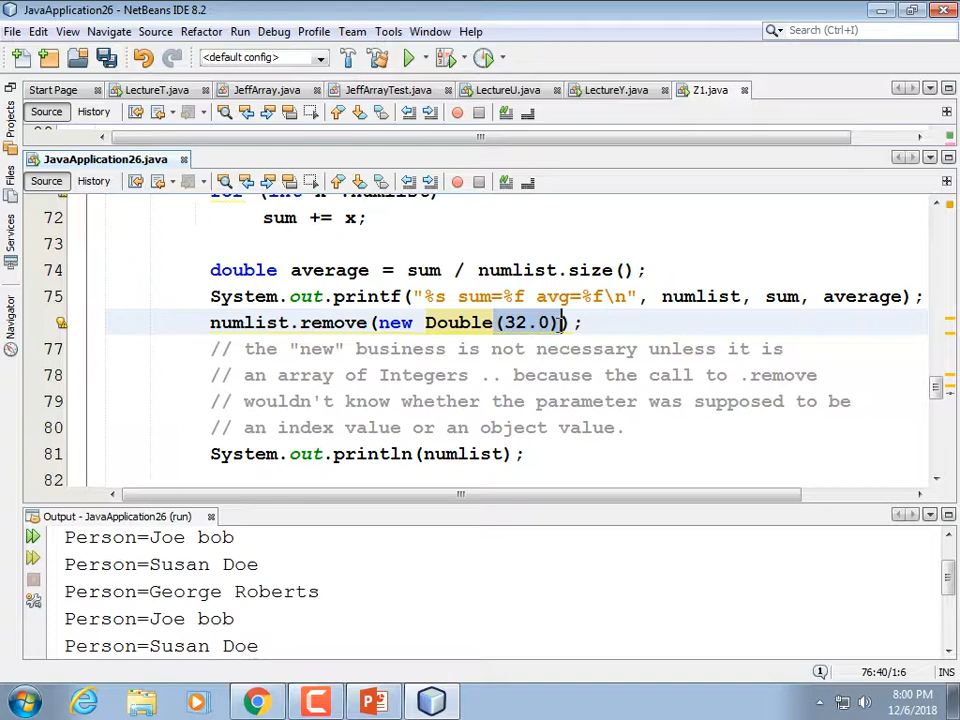 JavaApplication26 - NetBeans IDE 8.2
File Edit View Navigate Source Refactor Run Debug Profile Team Tools Window Help
Search (Ctrl+I)
<default config>
Start Page LectureT.java JeffArray.java JeffArrayTest.java LectureU.java LectureY.java Z1.java
Source History
JavaApplication26.java
Source History
Projects
Files
Services
Navigator
72 sum += x;
73
74 double average = sum / numlist.size();
75 System.out.printf("%s sum=%f avg=%f\n", numlist, sum, average);
numlist.remove(new Double(32.0));
77 // the "new" business is not necessary unless it is
78 // an array of Integers .. because the call to .remove
79 // wouldn't know whether the parameter was supposed to be
80 // an index value or an object value.
81 System.out.println(numlist);
82
Output - JavaApplication26 (run)
Person=Joe bob
Person=Susan Doe
Person=George Roberts
Person=Joe bob
Person=Susan Doe
76:40/1:6 INS
8:00 PM
12/6/2018